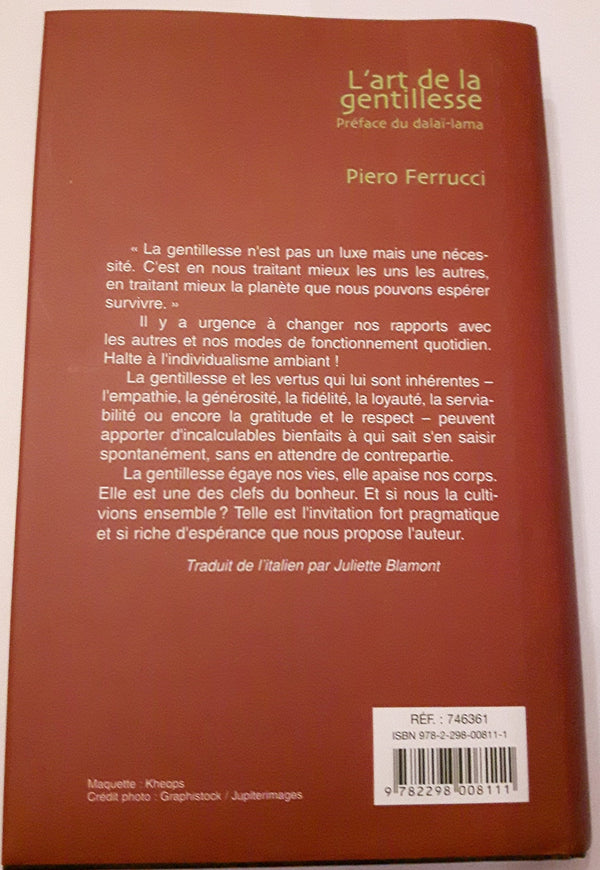 L'art de la
gentillesse
Préface du dalaï-lama
Piero Ferrucci
« La gentillesse n'est pas un luxe mais une néces-
sité. C'est en nous traitant mieux les uns les autres,
en traitant mieux la planète que nous pouvons espérer
survivre. »
Il y a urgence à changer nos rapports avec
les autres et nos modes de fonctionnement quotidien.
Halte à l'individualisme ambiant !
La gentillesse et les vertus qui lui sont inhérentes –
l'empathie, la générosité, la fidélité, la loyauté, la servia-
bilité ou encore la gratitude et le respect – peuvent
apporter d'incalculables bienfaits à qui sait s'en saisir
spontanément, sans en attendre de contrepartie.
La gentillesse égaye nos vies, elle apaise nos corps.
Elle est une des clefs du bonheur. Et si nous la culti-
vions ensemble ? Telle est l'invitation fort pragmatique
et si riche d'espérance que nous propose l'auteur.
Traduit de l'italien par Juliette Blamont
RÉF. : 746361
ISBN 978-2-298-00811-1
9 782298 008111
Maquette : Kheops
Crédit photo : Graphistock / Jupiterimages